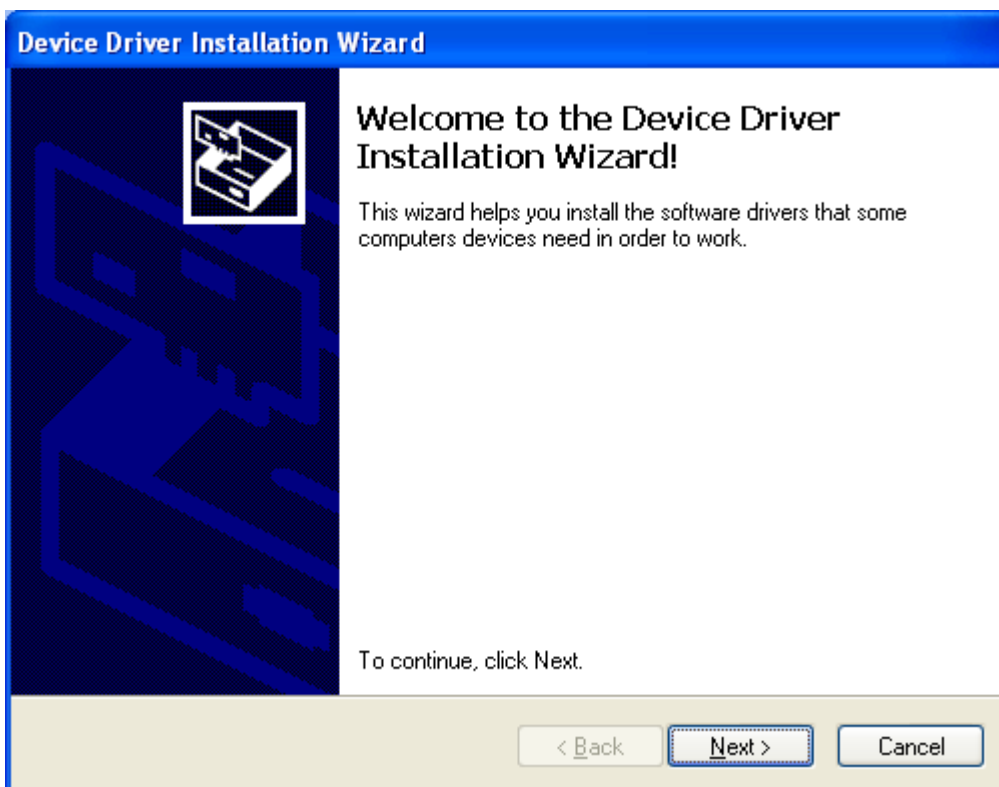 Device Driver Installation Wizard
Welcome to the Device Driver
Installation Wizard!
This wizard helps you install the software drivers that some
computers devices need in order to work.
To continue, click Next.
< Back
Next >
Cancel